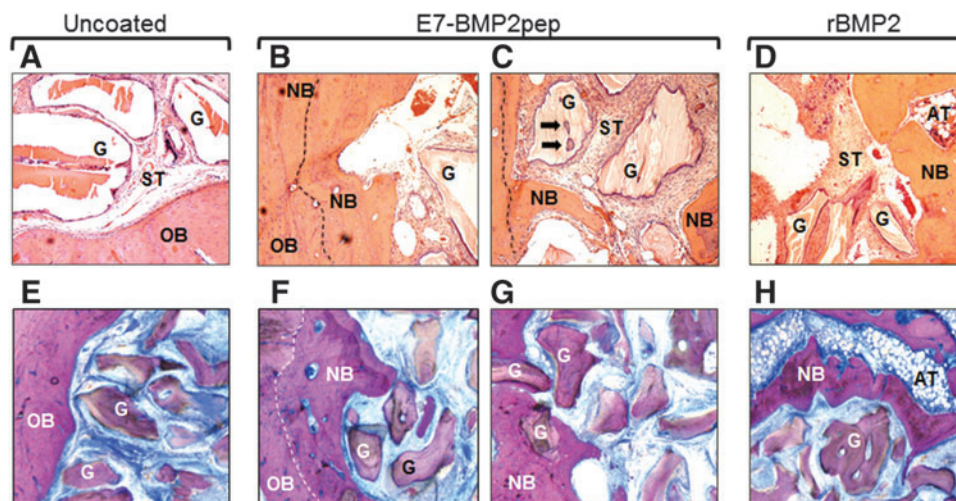 Uncoated E7-BMP2pep rBMP2
A B C D
NB NB OB G
G G ST OB
G ST G NB NB
AT ST NB G G
E F G H
OB G G
NB G G OB
G G G NB
NB AT G